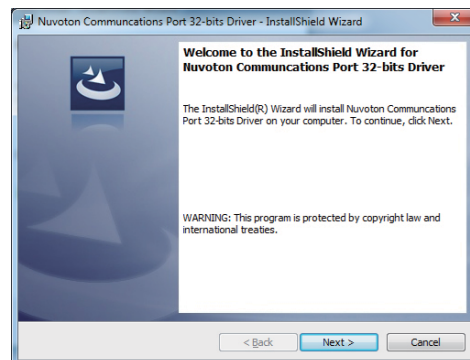 Nuvoton Communcations Port 32-bits Driver - InstallShield Wizard
Welcome to the InstallShield Wizard for
Nuvoton Communcations Port 32-bits Driver
The InstallShield(R) Wizard will install Nuvoton Communcations
Port 32-bits Driver on your computer. To continue, click Next.
WARNING: This program is protected by copyright law and
international treaties.
< Back Next > Cancel